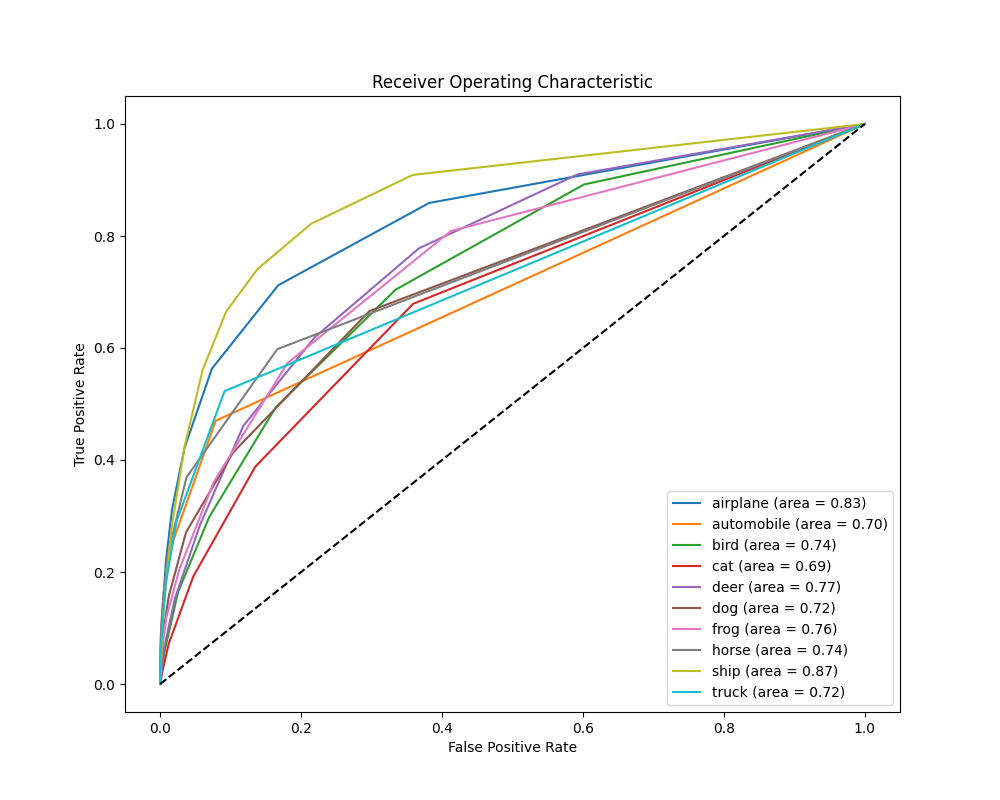 Receiver Operating Characteristic
1.0
0.8
0.6
0.4
0.2
0.0
True Positive Rate
0.0 0.2 0.4 0.6 0.8 1.0
False Positive Rate
airplane (area = 0.83)
automobile (area = 0.70)
bird (area = 0.74)
cat (area = 0.69)
deer (area = 0.77)
dog (area = 0.72)
frog (area = 0.76)
horse (area = 0.74)
ship (area = 0.87)
truck (area = 0.72)